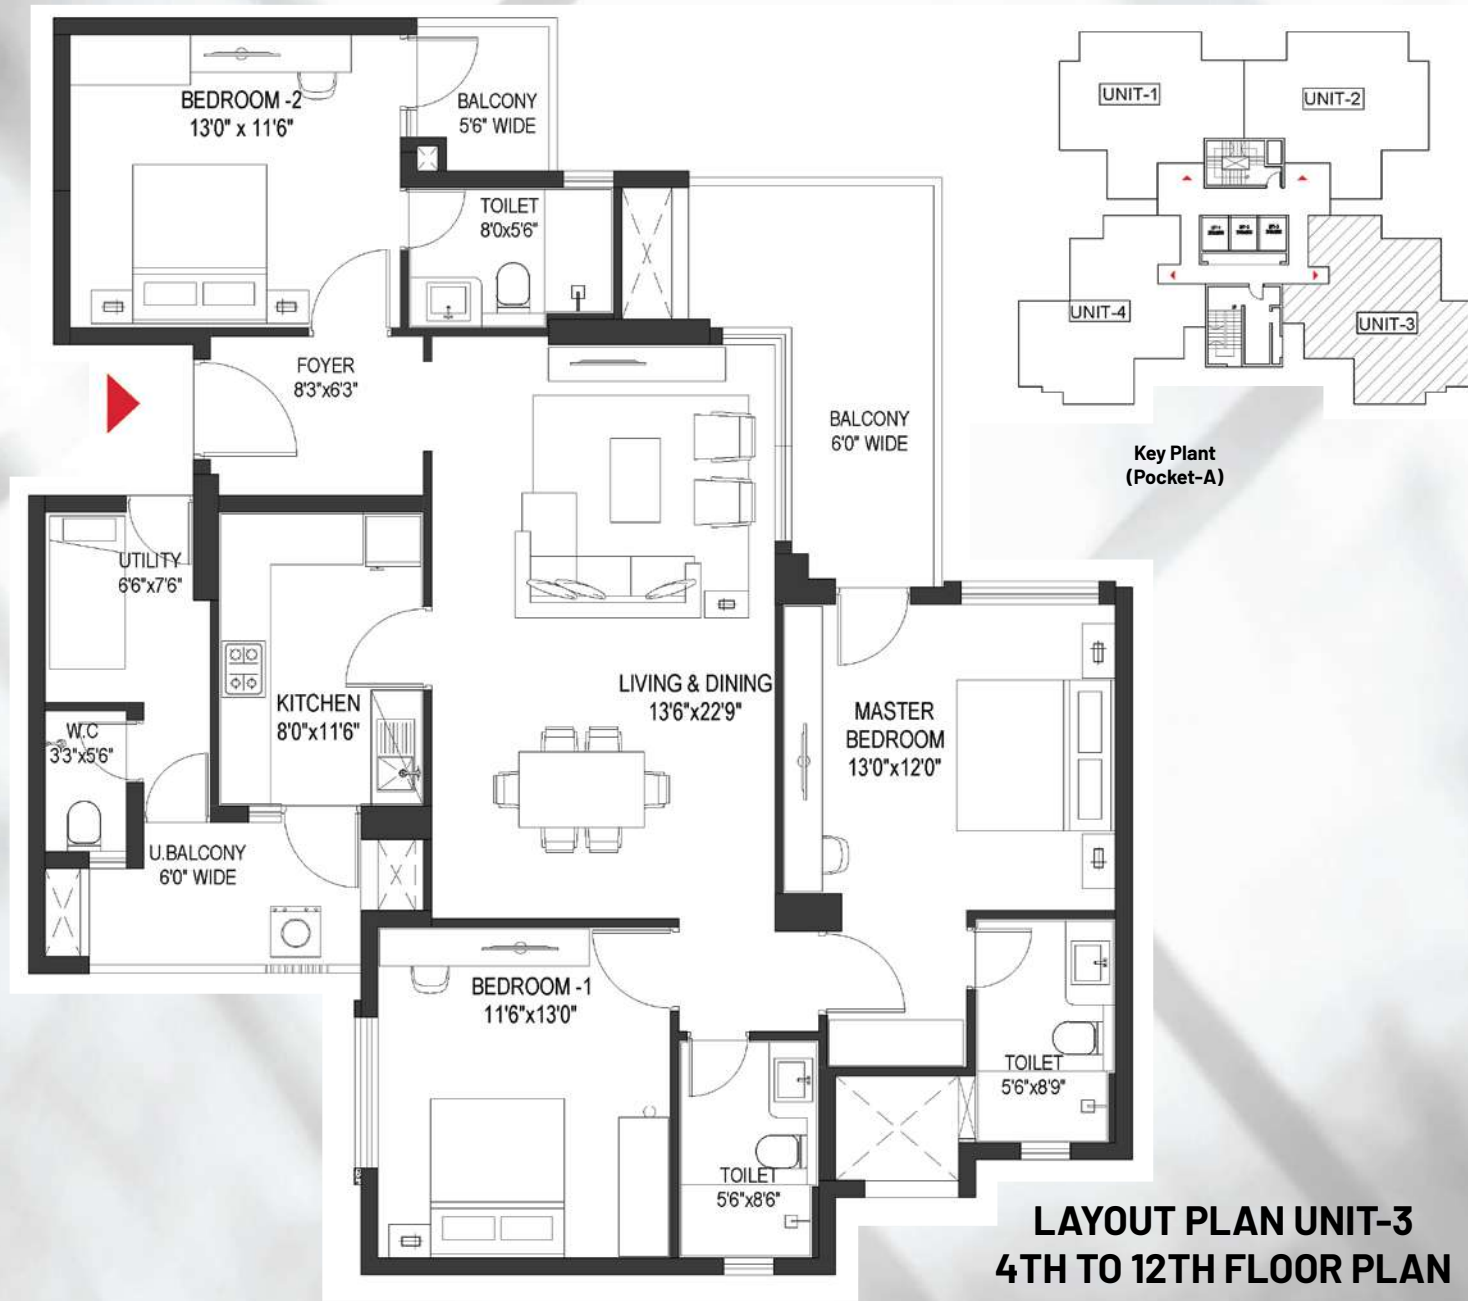 BEDROOM -2
13'0" x 11'6"
BALCONY
5'6" WIDE
TOILET
8'0x5'6"
FOYER
8'3"x6'3"
BALCONY
6'0" WIDE
UTILITY
6'6"x7'6"
KITCHEN
8'0"x11'6"
W.C
3'3"x5'6"
U.BALCONY
6'0" WIDE
LIVING & DINING
13'6"x22'9"
MASTER
BEDROOM
13'0"x12'0"
BEDROOM -1
11'6"x13'0"
TOILET
5'6"x8'6"
TOILET
5'6"x8'9"
UNIT-1
UNIT-2
UNIT-4
UNIT-3
Key Plant
(Pocket-A)
LAYOUT PLAN UNIT-3
4TH TO 12TH FLOOR PLAN